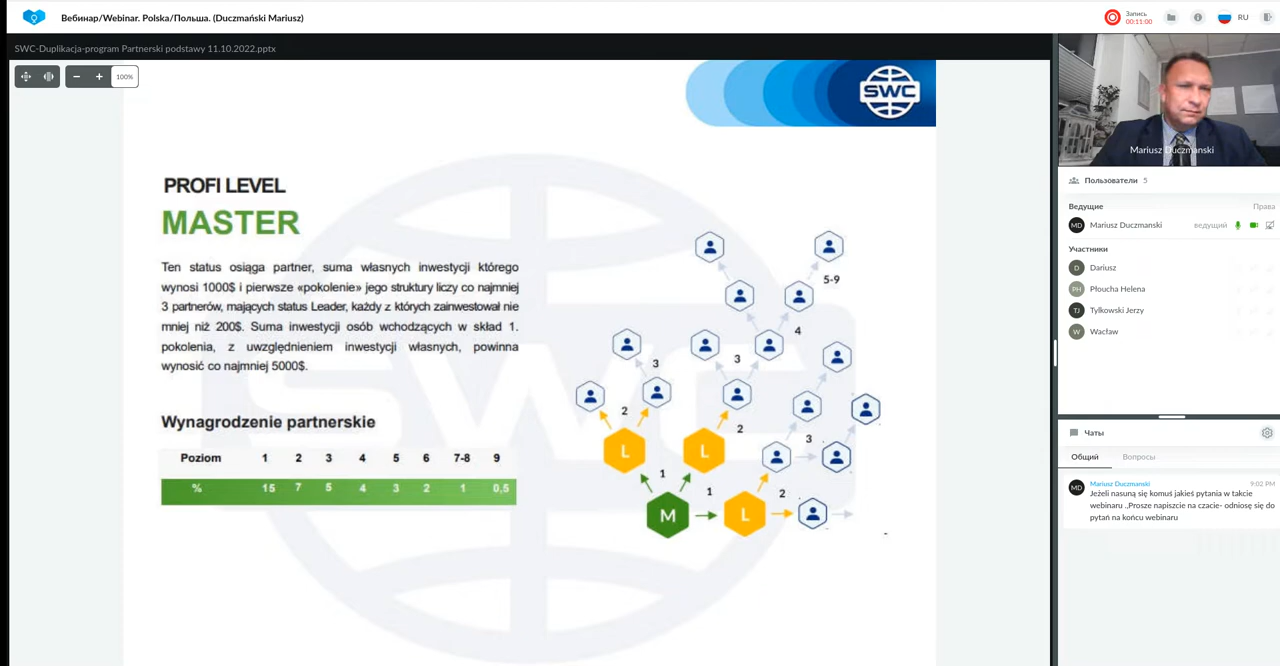 Вебинар/Webinar. Polska/Польша. (Duczmański Mariusz)
Запись
00:11:00
RU
SWC-Duplikacja-program Partnerski podstawy 11.10.2022.pptx
100%
SWC
PROFI LEVEL
MASTER
Ten status osiąga partner, suma własnych inwestycji którego
wynosi 1000$ i pierwsze «pokolenie» jego struktury liczy co najmniej
3 partnerów, mających status Leader, każdy z których zainwestował nie
mniej niż 200$. Suma inwestycji osób wchodzących w skład 1.
pokolenia, z uwzględnieniem inwestycji własnych, powinna
wynosić co najmniej 5000$.
Wynagrodzenie partnerskie
Poziom 1 2 3 4 5 6 7-8 9
% 15 7 5 4 3 2 1 0,5
5-9
4
3
3
2
2
3
L
L
1
1
2
M
L
Mariusz Duczmanski
Пользователи 5
Ведущие Права
MD Mariusz Duczmanski ведущий
Участники
D Dariusz
PH Płoucha Helena
TJ Tylkowski Jerzy
W Wacław
Чаты
Общий Вопросы
MD Mariusz Duczmanski 9:02 PM
Jeżeli nasuną się komuś jakieś pytania w takcie
webinaru ,,Prosze napiszcie na czacie- odniosę się do
pytań na końcu webinaru